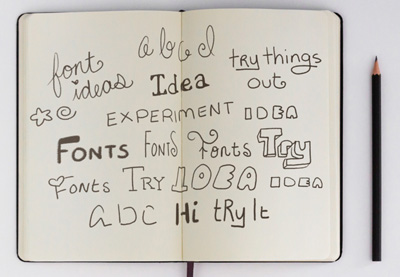 abcd
font ideas
Idea
try things out
EXPERIMENT IDEA
FONTS FONTS Fonts Try
Fonts TRY IDEA IDEA
abc Hi tRy It